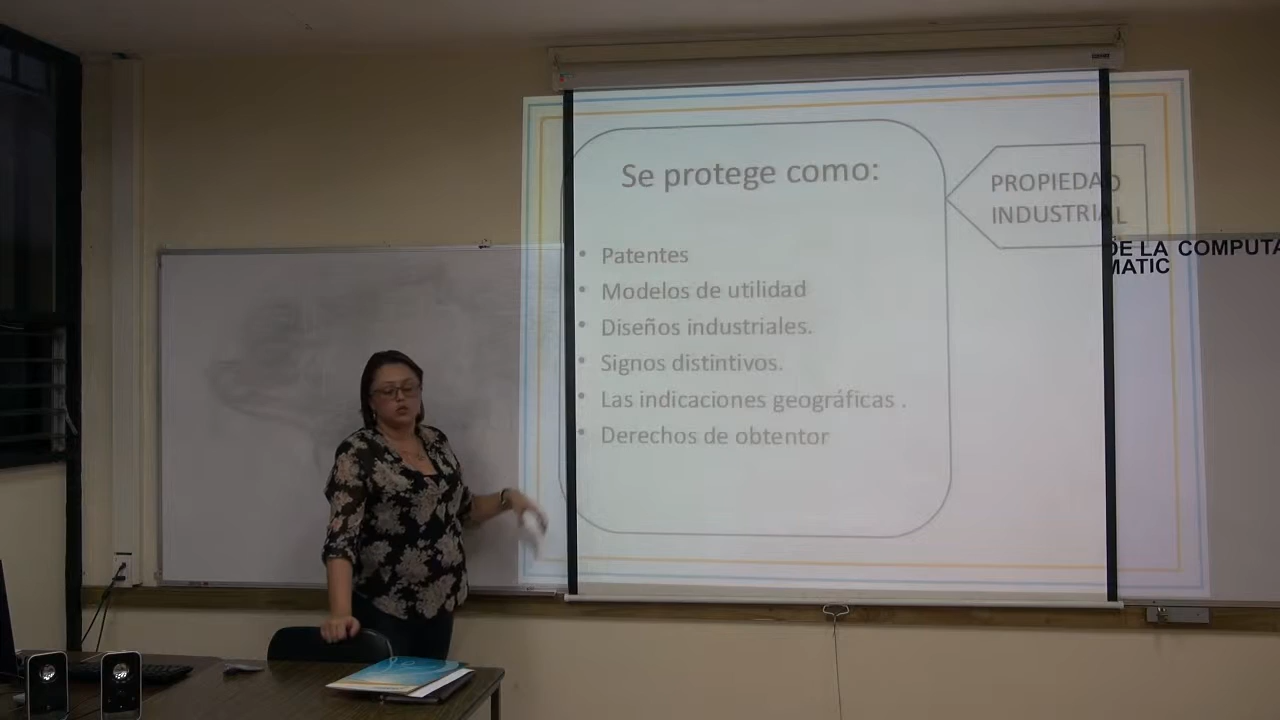 Se protege como:
• Patentes
• Modelos de utilidad
• Diseños industriales.
• Signos distintivos.
• Las indicaciones geográficas .
• Derechos de obtentor
PROPIEDAD
INDUSTRIAL
DE LA COMPUTA
MATIC